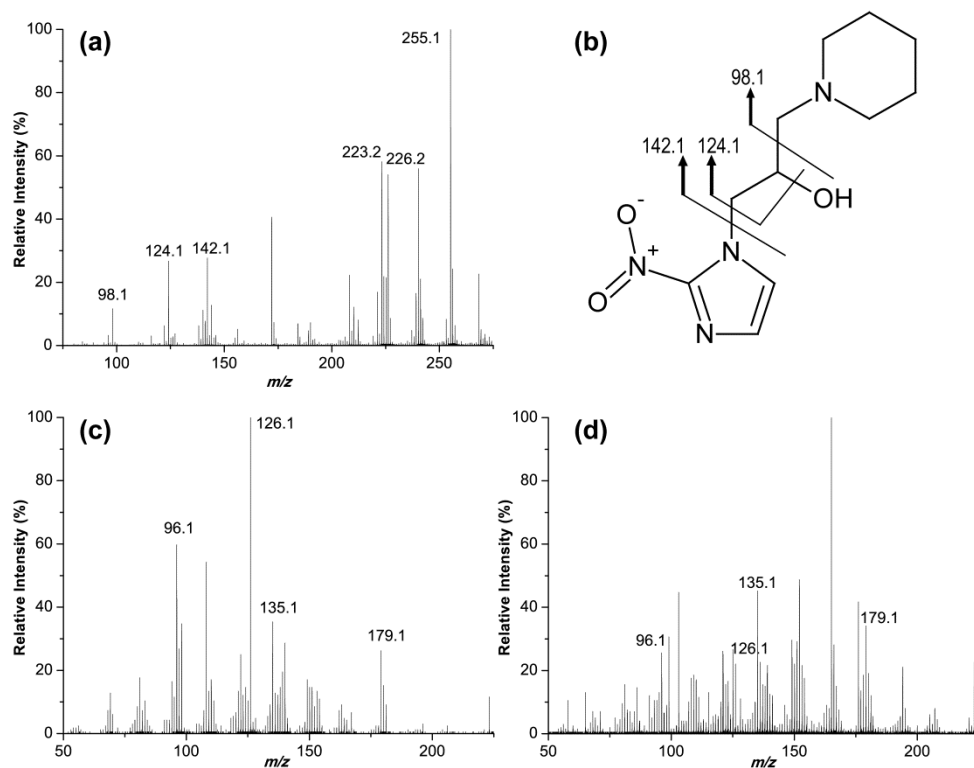 (a)
100
80
60
40
20
0
Relative Intensity (%)
255.1
223.2
226.2
124.1
142.1
98.1
100
150
200
250
m/z
(b)
98.1
142.1
124.1
N
OH
O-
N+
O
N
N
(c)
100
80
60
40
20
0
Relative Intensity (%)
126.1
96.1
135.1
179.1
50
100
150
200
m/z
(d)
100
80
60
40
20
0
Relative Intensity (%)
135.1
96.1
126.1
179.1
50
100
150
200
m/z